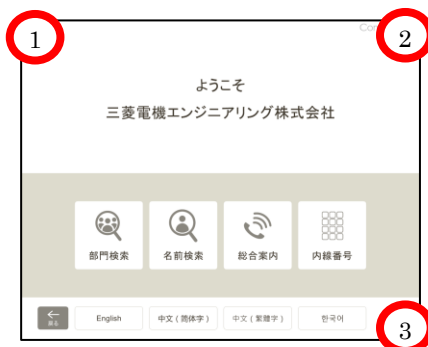 1
2
ようこそ
三菱電機エンジニアリング株式会社
部門検索
名前検索
総合案内
内線番号
戻る
English
中文(简体字)
中文(繁體字)
한국어
3